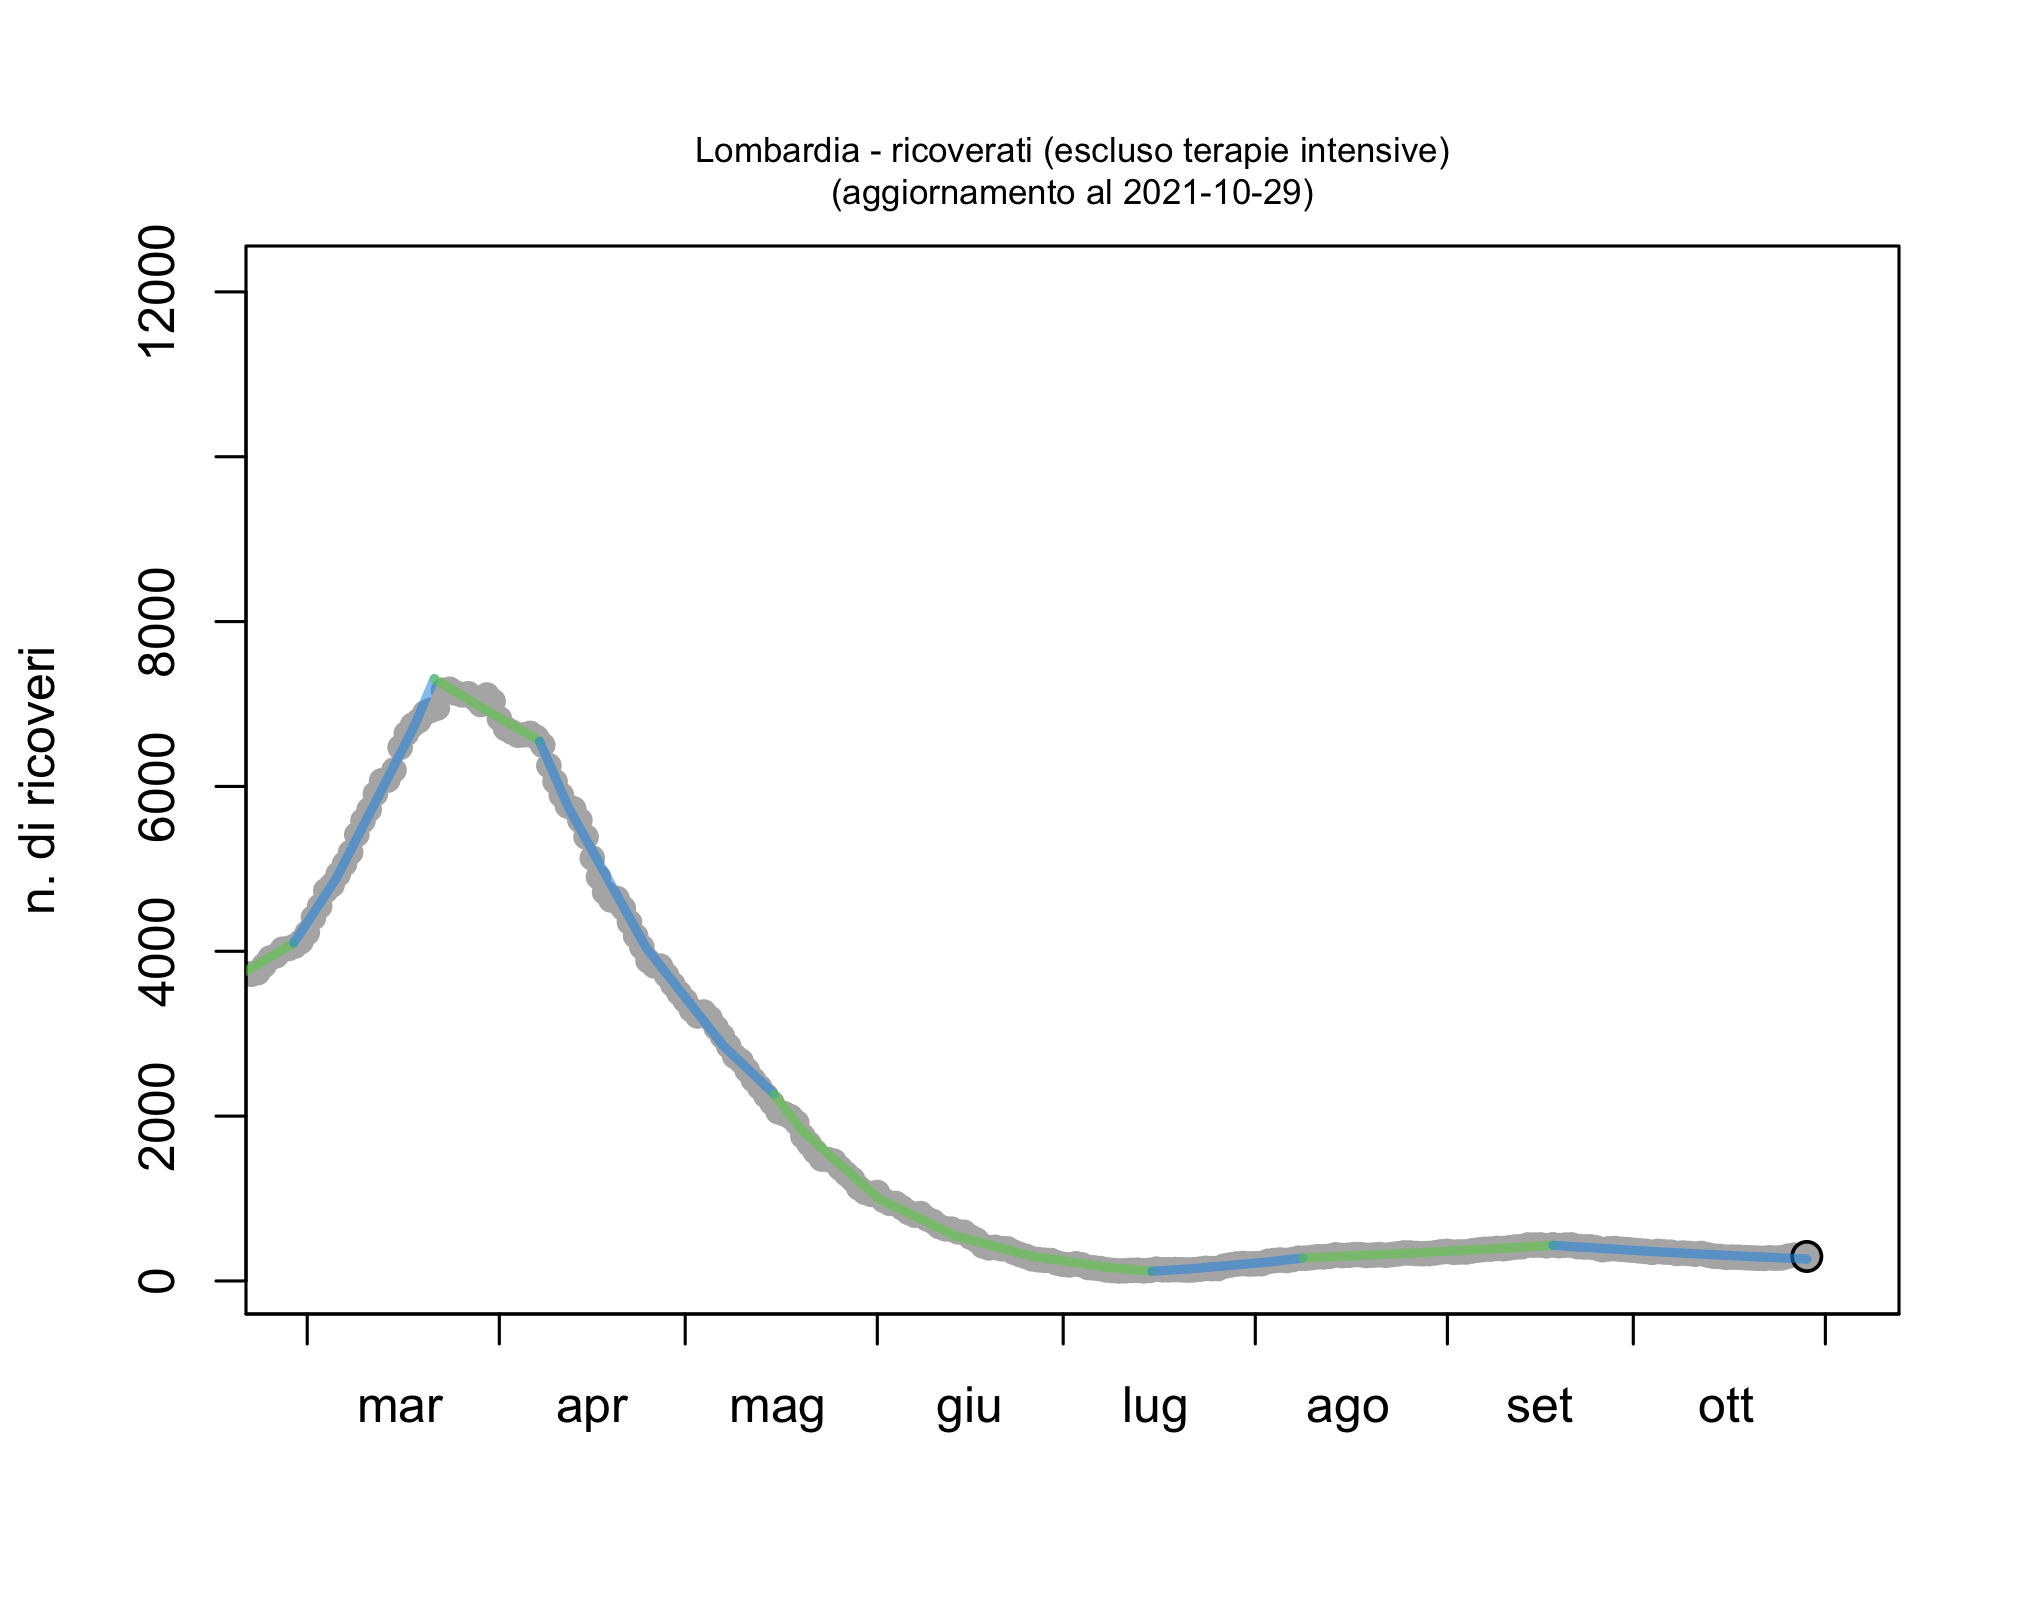 Lombardia - ricoverati (escluso terapie intensive)
(aggiornamento al 2021-10-29)
n. di ricoveri
12000
8000
6000
4000
2000
0
mar apr mag giu lug ago set ott